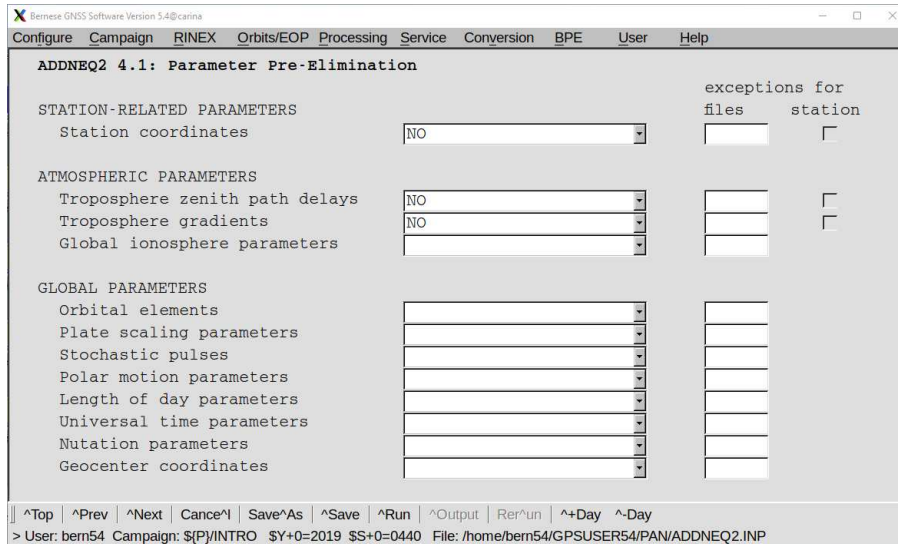 Bernese GNSS Software Version 5.4@carina
Configure Campaign RINEX Orbits/EOP Processing Service Conversion BPE User Help
ADDNEQ2 4.1: Parameter Pre-Elimination
exceptions for
STATION-RELATED PARAMETERS files station
Station coordinates NO
ATMOSPHERIC PARAMETERS
Troposphere zenith path delays NO
Troposphere gradients NO
Global ionosphere parameters
GLOBAL PARAMETERS
Orbital elements
Plate scaling parameters
Stochastic pulses
Polar motion parameters
Length of day parameters
Universal time parameters
Nutation parameters
Geocenter coordinates
^Top | ^Prev | ^Next | Cance^l | Save^As | ^Save | ^Run | ^Output | Rer^un | ^+Day ^-Day
> User: bern54 Campaign: ${P}/INTRO $Y+0=2019 $S+0=0440 File: /home/bern54/GPSUSER54/PAN/ADDNEQ2.INP